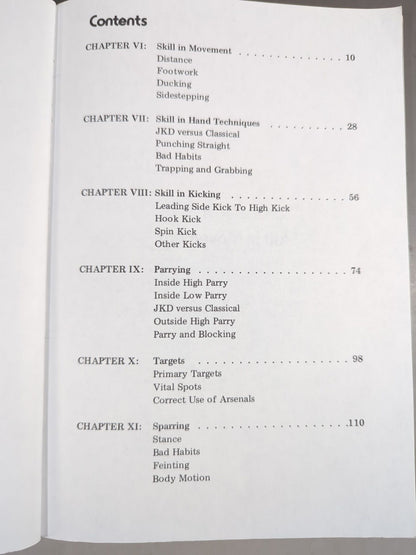 Contents
CHAPTER VI: Skill in Movement . . . . . . . . . . . . . 10
Distance
Footwork
Ducking
Sidestepping
CHAPTER VII: Skill in Hand Techniques . . . . . . . . . . 28
JKD versus Classical
Punching Straight
Bad Habits
Trapping and Grabbing
CHAPTER VIII: Skill in Kicking . . . . . . . . . . . . . . 56
Leading Side Kick To High Kick
Hook Kick
Spin Kick
Other Kicks
CHAPTER IX: Parrying . . . . . . . . . . . . . . . . . . 74
Inside High Parry
Inside Low Parry
JKD versus Classical
Outside High Parry
Parry and Blocking
CHAPTER X: Targets . . . . . . . . . . . . . . . . . . 98
Primary Targets
Vital Spots
Correct Use of Arsenals
CHAPTER XI: Sparring . . . . . . . . . . . . . . . . . .110
Stance
Bad Habits
Feinting
Body Motion